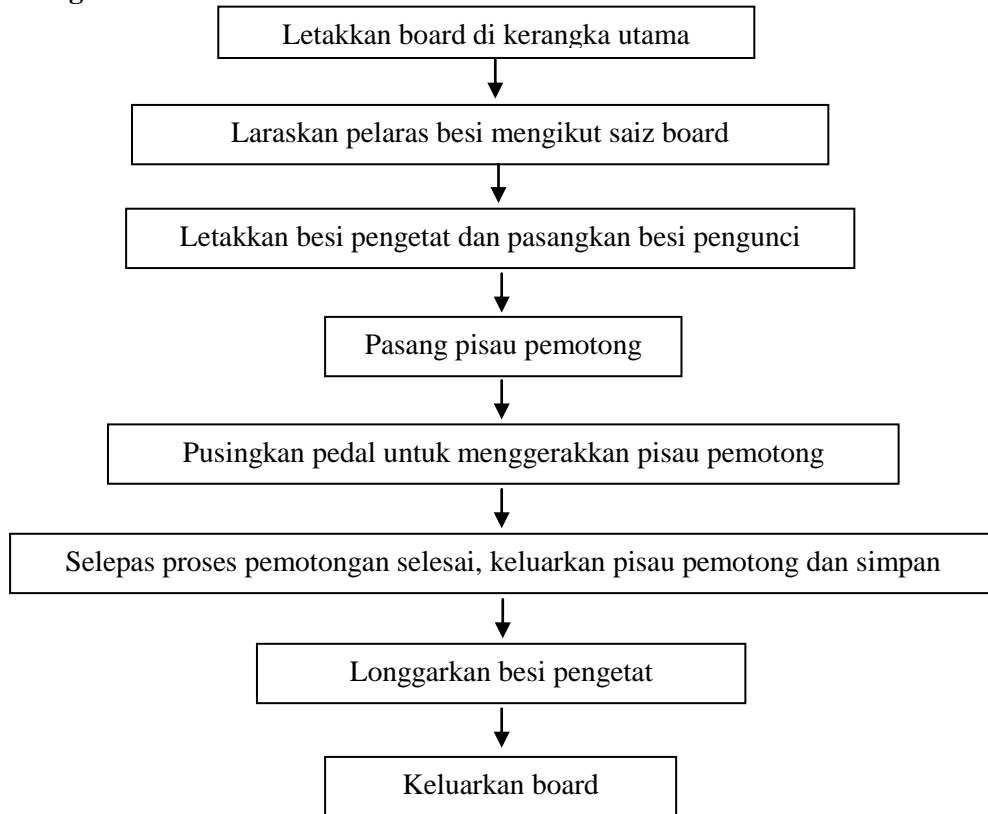 Letakkan board di kerangka utama
Laraskan pelaras besi mengikut saiz board
Letakkan besi pengetat dan pasangkan besi pengunci
Pasang pisau pemotong
Pusingkan pedal untuk menggerakkan pisau pemotong
Selepas proses pemotongan selesai, keluarkan pisau pemotong dan simpan
Longgarkan besi pengetat
Keluarkan board